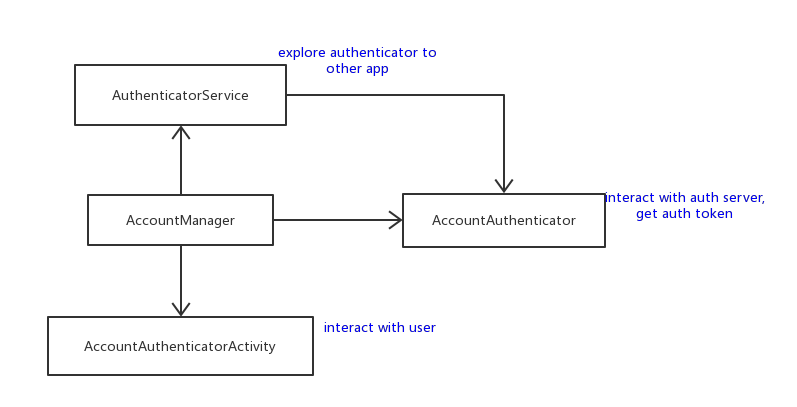 explore authenticator to
other app
AuthenticatorService
AccountManager
AccountAuthenticator
interact with auth server,
get auth token
AccountAuthenticatorActivity
interact with user